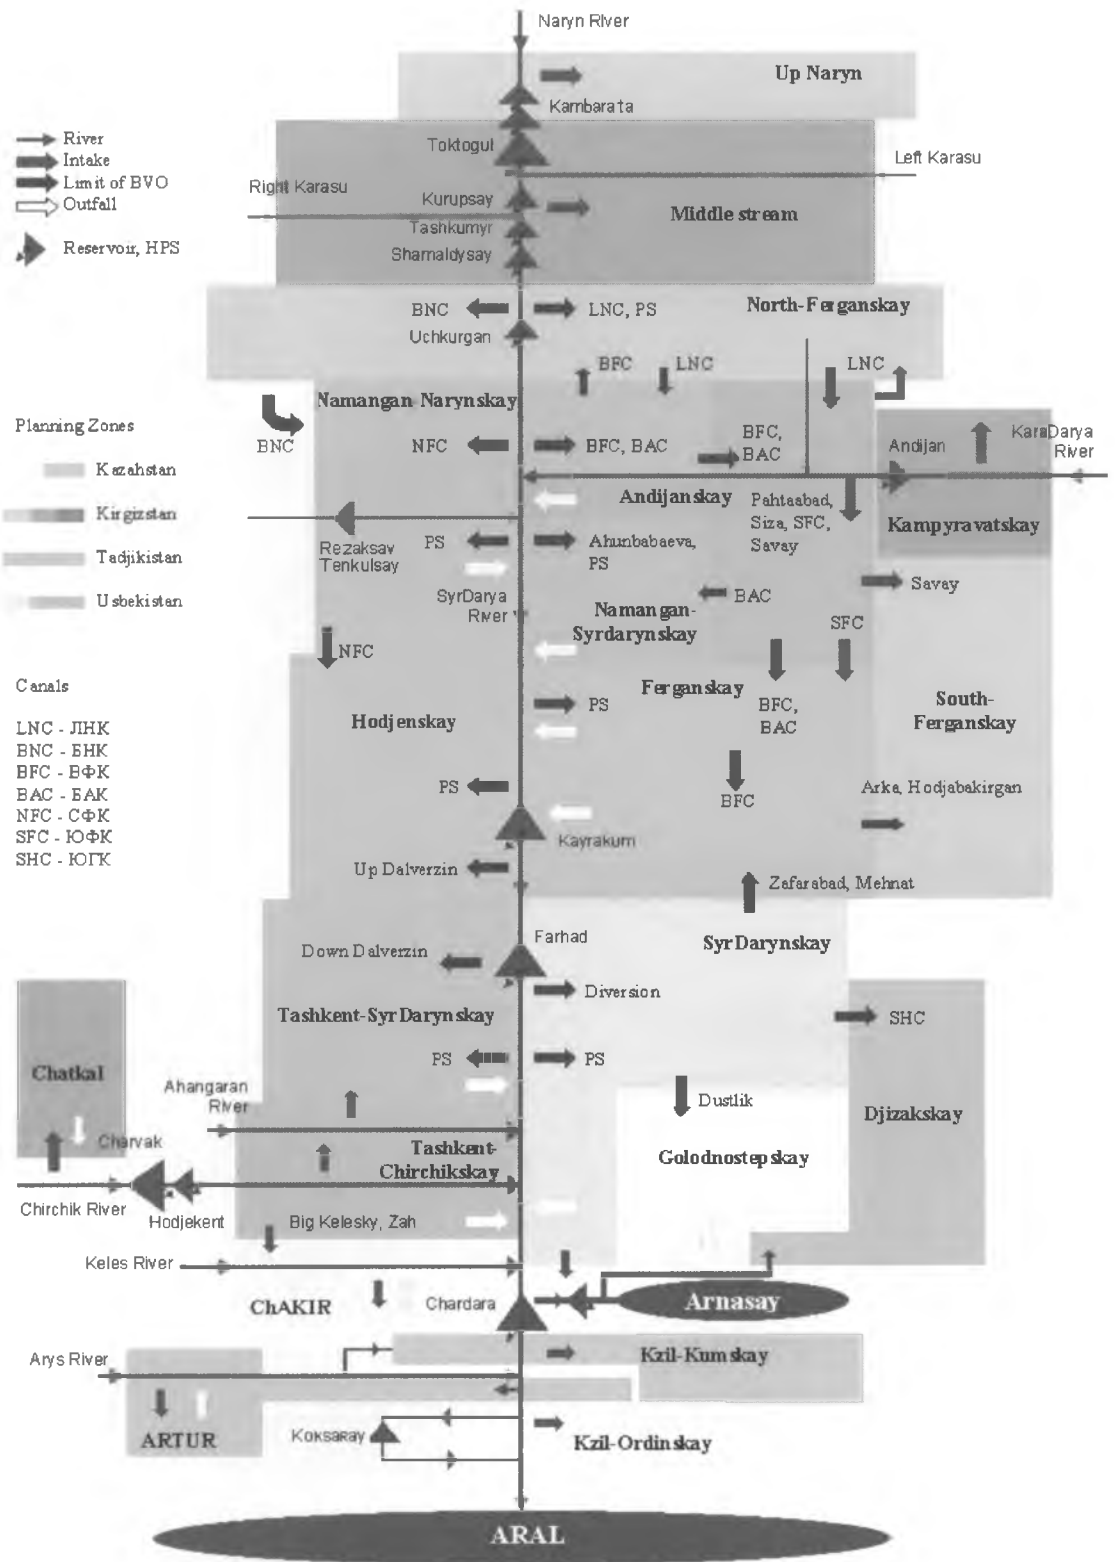 Naryn River
Up Naryn
Kambarata
River
Intake
Limit of BVO
Outfall
Reservoir, HPS
Toktogul
Left Karasu
Right Karasu
Kurupsay
Middle stream
Tashkumyr
Shamaldysay
BNC
LNC, PS
North-Ferganskay
Uchkurgan
BFC
LNC
LNC
Namangan-Narynskay
BNC
NFC
BFC, BAC
BFC,
BAC
Andijan
KaraDarya
River
Planning Zones
Kazahstan
Kirgizstan
Tadjikistan
Usbekistan
Andijanskay
Pahtaabad,
Siza, SFC,
Savay
Kampyravatskay
Rezaksay
Tenkulsay
PS
Ahunbabaeva,
PS
Savay
SyrDarya
River
BAC
Namangan-
Syrdarynskay
SFC
NFC
Ferganskay
BFC,
BAC
South-
Ferganskay
Canals
LNC - ЛНК
BNC - БНК
BFC - БФК
BAC - БАК
NFC - СФК
SFC - ЮФК
SHC - ЮГК
Hodjenskay
PS
PS
BFC
Arka, Hodjabakirgan
Kayrakum
Up Dalverzin
Zafarabad, Mehnat
Farhad
SyrDarynskay
Down Dalverzin
Diversion
Tashkent-SyrDarynskay
SHC
PS
PS
Chatkal
Ahangaran
River
Dustlik
Djizakskay
Charvak
Tashkent-
Chirchikskay
Golodnostepskay
Chirchik River
Hodjekent
Big Kelesky, Zah
Keles River
ChAKIR
Chardara
Arnasay
Arys River
Kzil-Kumskay
ARTUR
Koksaray
Kzil-Ordinskay
ARAL